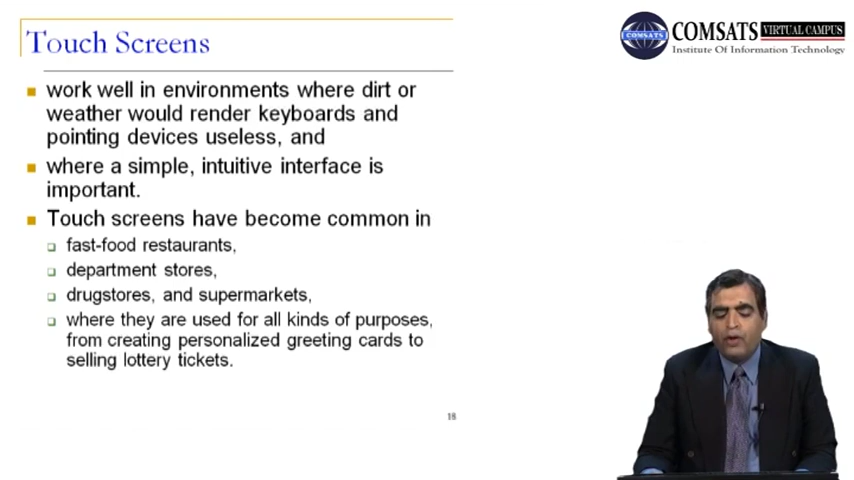 Touch Screens
COMSATS VIRTUAL CAMPUS
COMSATS
Institute Of Information Technology
work well in environments where dirt or
weather would render keyboards and
pointing devices useless, and
where a simple, intuitive interface is
important.
Touch screens have become common in
fast-food restaurants,
department stores,
drugstores, and supermarkets,
where they are used for all kinds of purposes,
from creating personalized greeting cards to
selling lottery tickets.